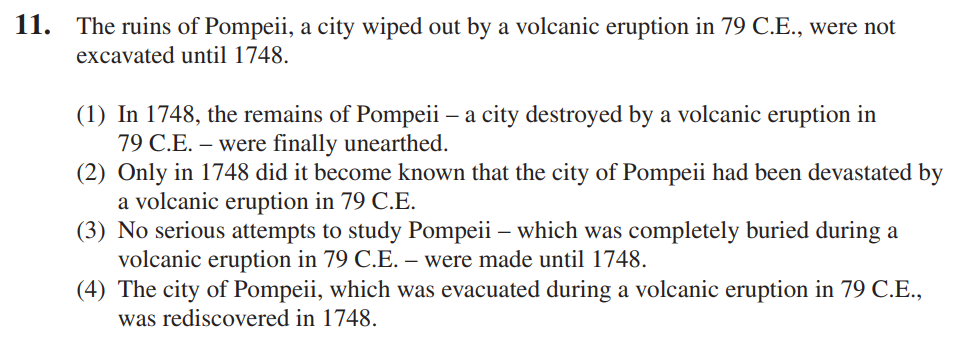 11. The ruins of Pompeii, a city wiped out by a volcanic eruption in 79 C.E., were not
excavated until 1748.
(1) In 1748, the remains of Pompeii – a city destroyed by a volcanic eruption in
79 C.E. – were finally unearthed.
(2) Only in 1748 did it become known that the city of Pompeii had been devastated by
a volcanic eruption in 79 C.E.
(3) No serious attempts to study Pompeii – which was completely buried during a
volcanic eruption in 79 C.E. – were made until 1748.
(4) The city of Pompeii, which was evacuated during a volcanic eruption in 79 C.E.,
was rediscovered in 1748.